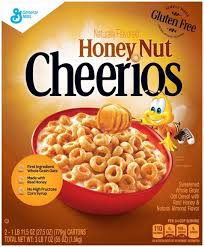 General
Mills
Gluten Free
Naturally Flavored
Honey Nut
Cheerios
First Ingredient
Whole Grain Oats
Made with
Real Honey
No High Fructose
Corn Syrup
Sweetened
Whole Grain
Oat Cereal with
Real Honey &
Natural Almond Flavor
2 - 1 LB 11.5 OZ (27.5 OZ) (779g) CARTONS
TOTAL NET WT. 3 LB 7 OZ (55 OZ) (1.5kg)